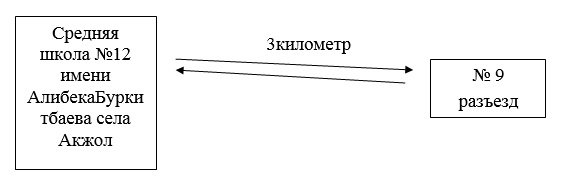 Средняя
школа №12
имени
АлибекаБурки
тбаева села
Акжол
3километр
№ 9
разъезд